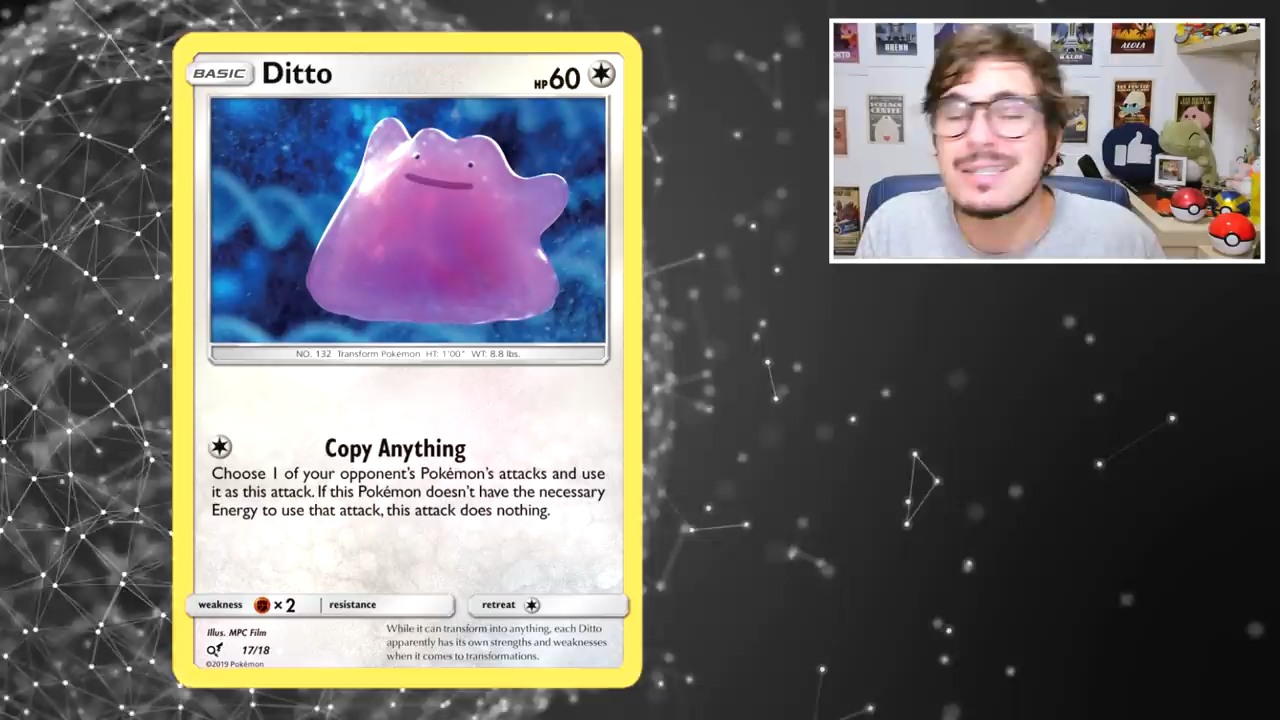 BASIC Ditto HP60
NO. 132 Transform Pokémon HT: 1'00" WT: 8.8 lbs.
Copy Anything
Choose 1 of your opponent's Pokémon's attacks and use
it as this attack. If this Pokémon doesn't have the necessary
Energy to use that attack, this attack does nothing.
weakness ×2 resistance retreat
Illus. MPC Film
17/18
©2019 Pokémon
While it can transform into anything, each Ditto
apparently has its own strengths and weaknesses
when it comes to transformations.
ALOLA